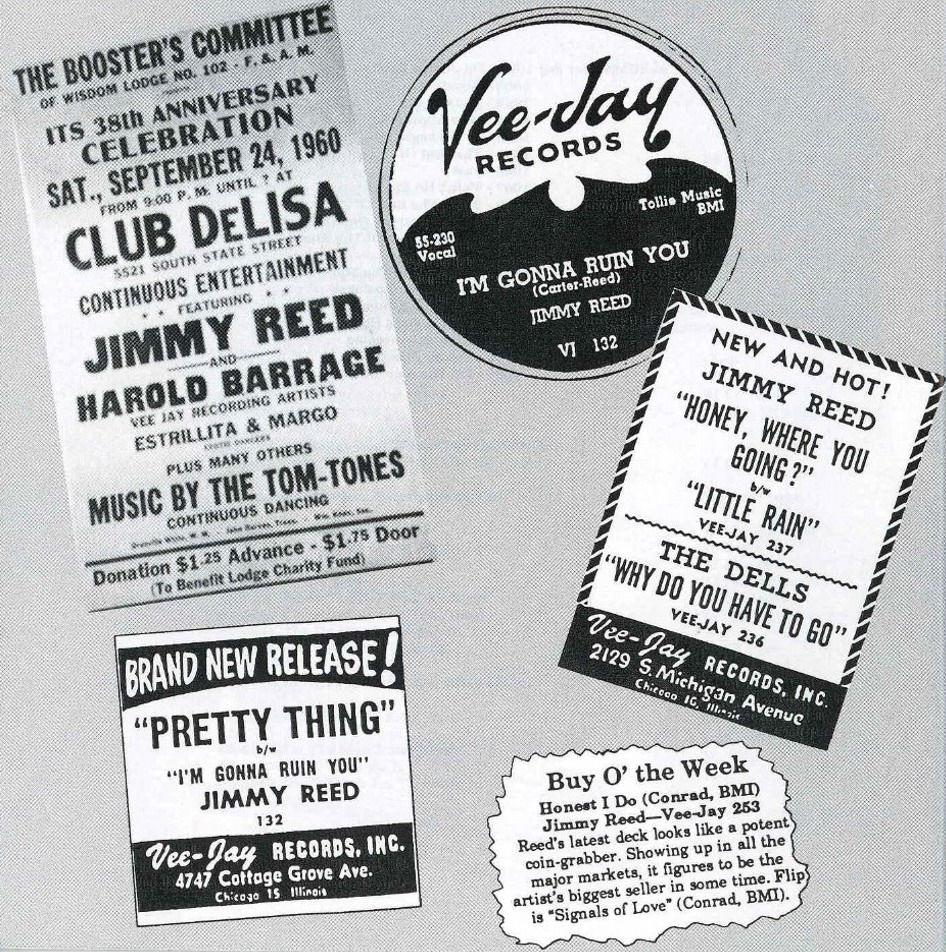 THE BOOSTER'S COMMITTEE
OF WISDOM LODGE NO. 102 - F. & A. M.
ITS 38th ANNIVERSARY
CELEBRATION
SAT., SEPTEMBER 24, 1960
FROM 9:00 P. M. UNTIL ? AT
CLUB DeLISA
5521 SOUTH STATE STREET
CONTINUOUS ENTERTAINMENT
* * FEATURING * *
JIMMY REED
AND
HAROLD BARRAGE
VEE JAY RECORDING ARTISTS
ESTRILLITA & MARGO
EXOTIC DANCERS
PLUS MANY OTHERS
MUSIC BY THE TOM-TONES
CONTINUOUS DANCING
Granville White, W. M. John Barnes, Treas. Sec.
Donation $1.25 Advance - $1.75 Door
(To Benefit Lodge Charity Fund)
Vee-Jay
RECORDS
Tollie Music
BMI
55-230
Vocal
I'M GONNA RUIN YOU
(Carter-Reed)
JIMMY REED
VJ 132
NEW AND HOT!
JIMMY REED
"HONEY, WHERE YOU
GOING?"
b/w
"LITTLE RAIN"
VEE-JAY 237
THE DELLS
"WHY DO YOU HAVE TO GO"
VEE-JAY 236
Vee-Jay RECORDS, INC.
2129 S. Michigan Avenue
Chicago 16, Illinois
BRAND NEW RELEASE!
"PRETTY THING"
b/w
"I'M GONNA RUIN YOU"
JIMMY REED
132
Vee-Jay RECORDS, INC.
4747 Cottage Grove Ave.
Chicago 15 Illinois
Buy O' the Week
Honest I Do (Conrad, BMI)
Jimmy Reed—Vee-Jay 253
Reed's latest deck looks like a potent
coin-grabber. Showing up in all the
major markets, it figures to be the
artist's biggest seller in some time. Flip
is "Signals of Love" (Conrad, BMI).